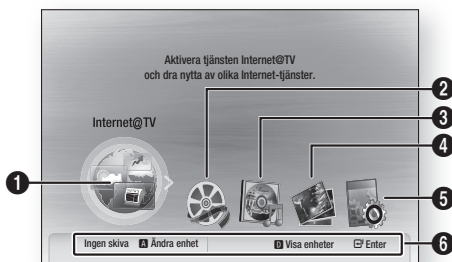 Aktivera tjänsten Internet@TV
och dra nytta av olika Internet-tjänster.
Internet@TV
1
2
3
4
5
6
Ingen skiva A Ändra enhet D Visa enheter Enter